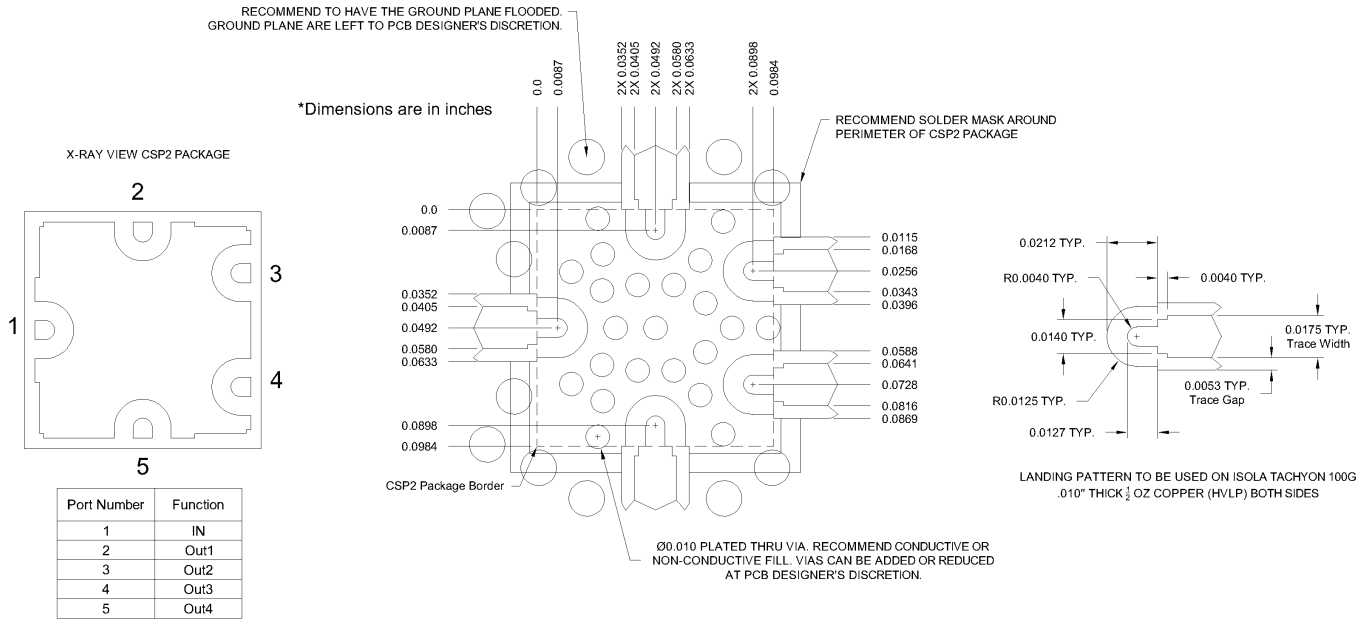 RECOMMEND TO HAVE THE GROUND PLANE FLOODED.
GROUND PLANE ARE LEFT TO PCB DESIGNER'S DISCRETION.
*Dimensions are in inches
0.0
0.0087
2X 0.0352
2X 0.0405
2X 0.0492
2X 0.0580
2X 0.0633
2X 0.0898
0.0984
RECOMMEND SOLDER MASK AROUND
PERIMETER OF CSP2 PACKAGE
X-RAY VIEW CSP2 PACKAGE
2
3
1
4
5
0.0
0.0087
0.0352
0.0405
0.0492
0.0580
0.0633
0.0898
0.0984
CSP2 Package Border
0.0115
0.0168
0.0256
0.0343
0.0396
0.0588
0.0641
0.0728
0.0816
0.0869
0.0212 TYP.
R0.0040 TYP.
0.0040 TYP.
0.0140 TYP.
0.0175 TYP.
Trace Width
0.0053 TYP.
Trace Gap
R0.0125 TYP.
0.0127 TYP.
LANDING PATTERN TO BE USED ON ISOLA TACHYON 100G
.010" THICK ½ OZ COPPER (HVLP) BOTH SIDES
Ø0.010 PLATED THRU VIA. RECOMMEND CONDUCTIVE OR
NON-CONDUCTIVE FILL. VIAS CAN BE ADDED OR REDUCED
AT PCB DESIGNER'S DISCRETION.
Port Number Function
1 IN
2 Out1
3 Out2
4 Out3
5 Out4